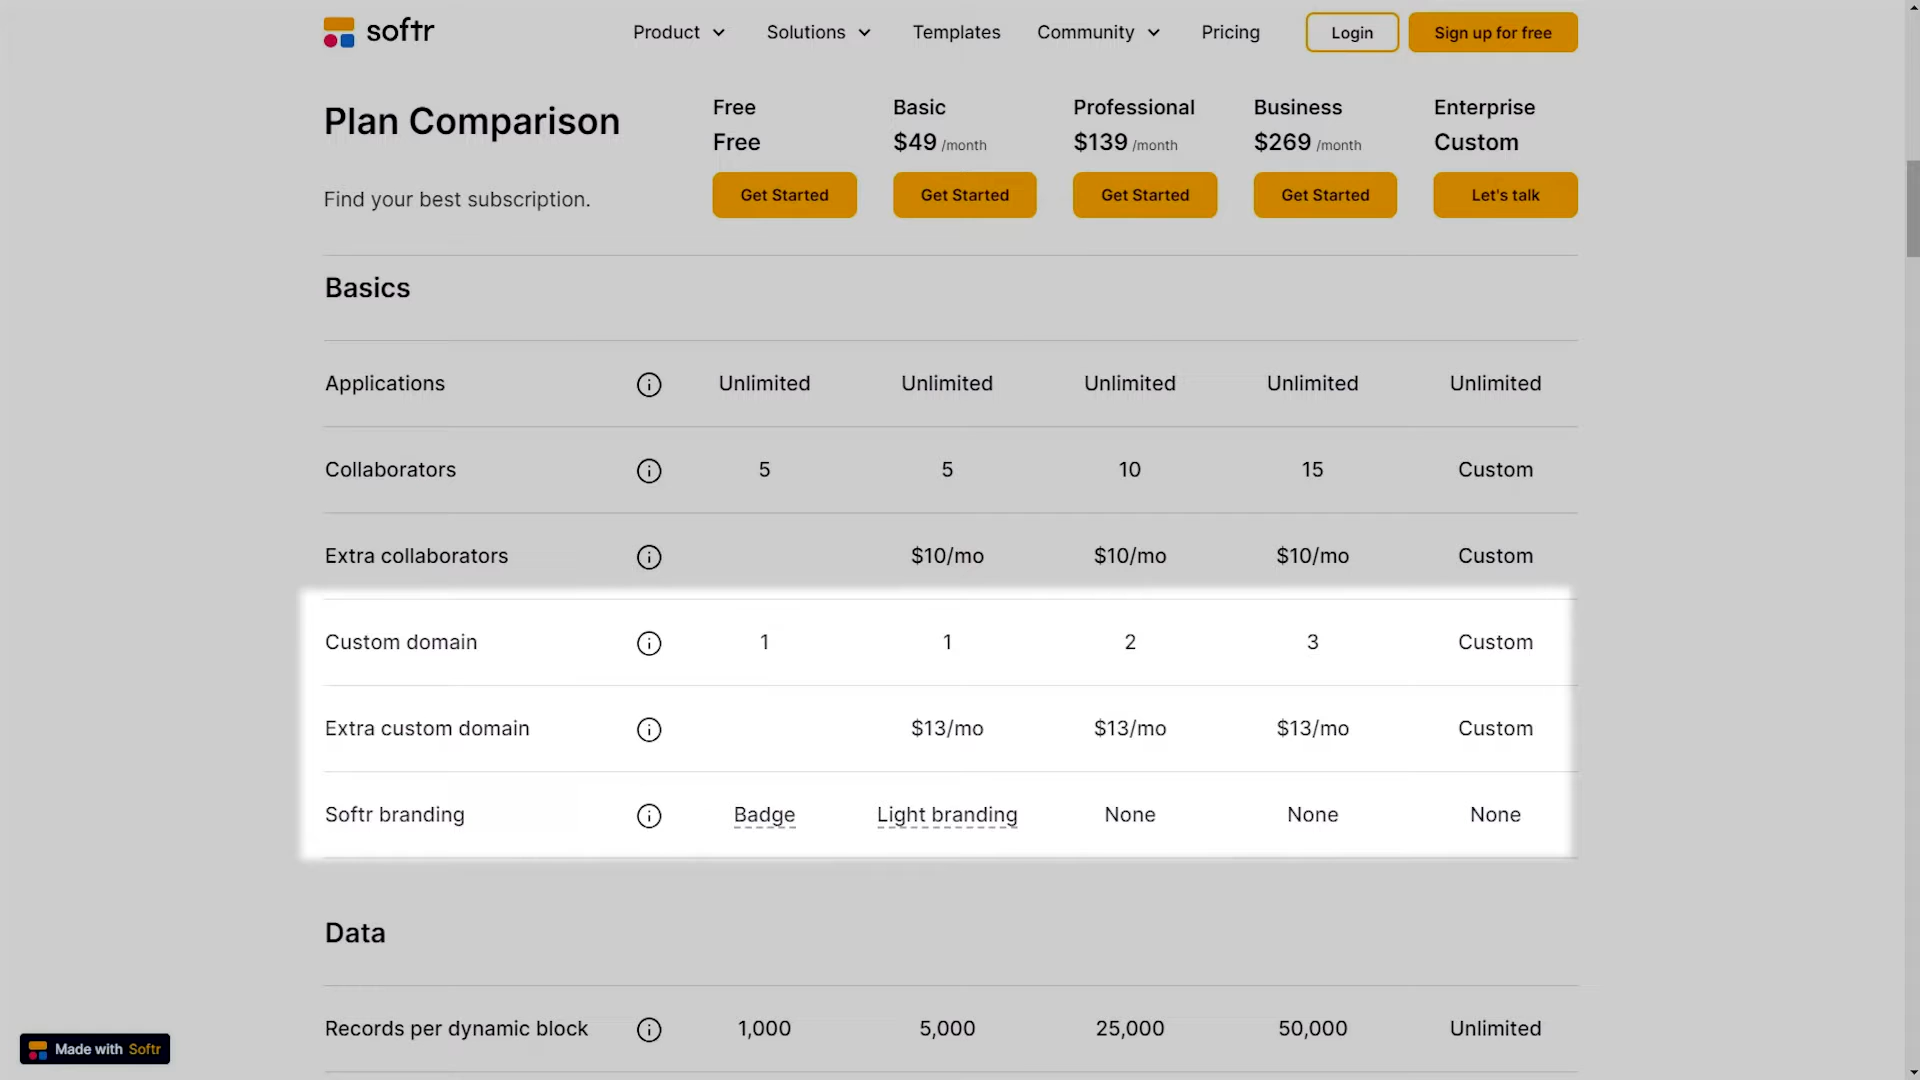 softr Product Solutions Templates Community Pricing Login Sign up for free
Plan Comparison
Find your best subscription.
Free Basic Professional Business Enterprise
Free $49 /month $139 /month $269 /month Custom
Get Started Get Started Get Started Get Started Let's talk
Basics
Applications Unlimited Unlimited Unlimited Unlimited Unlimited
Collaborators 5 5 10 15 Custom
Extra collaborators $10/mo $10/mo $10/mo Custom
Custom domain 1 1 2 3 Custom
Extra custom domain $13/mo $13/mo $13/mo Custom
Softr branding Badge Light branding None None None
Data
Records per dynamic block 1,000 5,000 25,000 50,000 Unlimited
Made with Softr